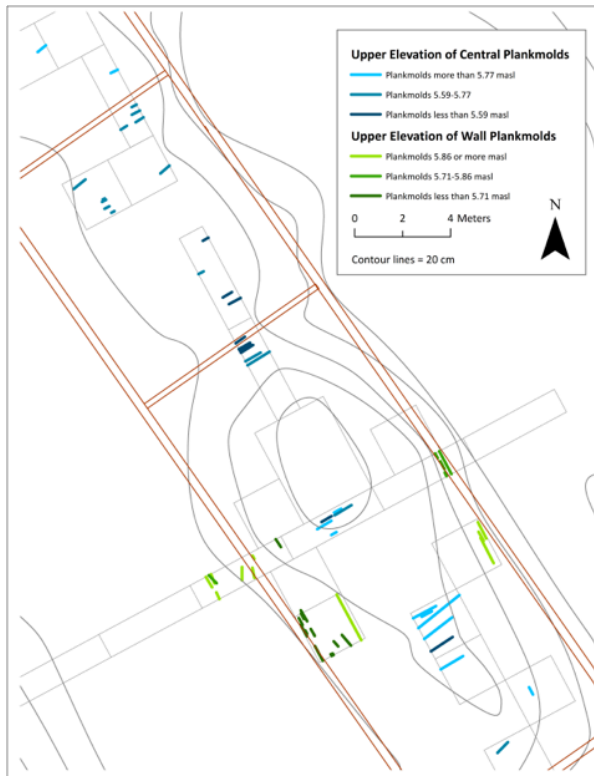 Upper Elevation of Central Plankmolds
Plankmolds more than 5.77 masl
Plankmolds 5.59-5.77
Plankmolds less than 5.59 masl
Upper Elevation of Wall Plankmolds
Plankmolds 5.86 or more masl
Plankmolds 5.71-5.86 masl
Plankmolds less than 5.71 masl
0 2 4 Meters
N
Contour lines = 20 cm